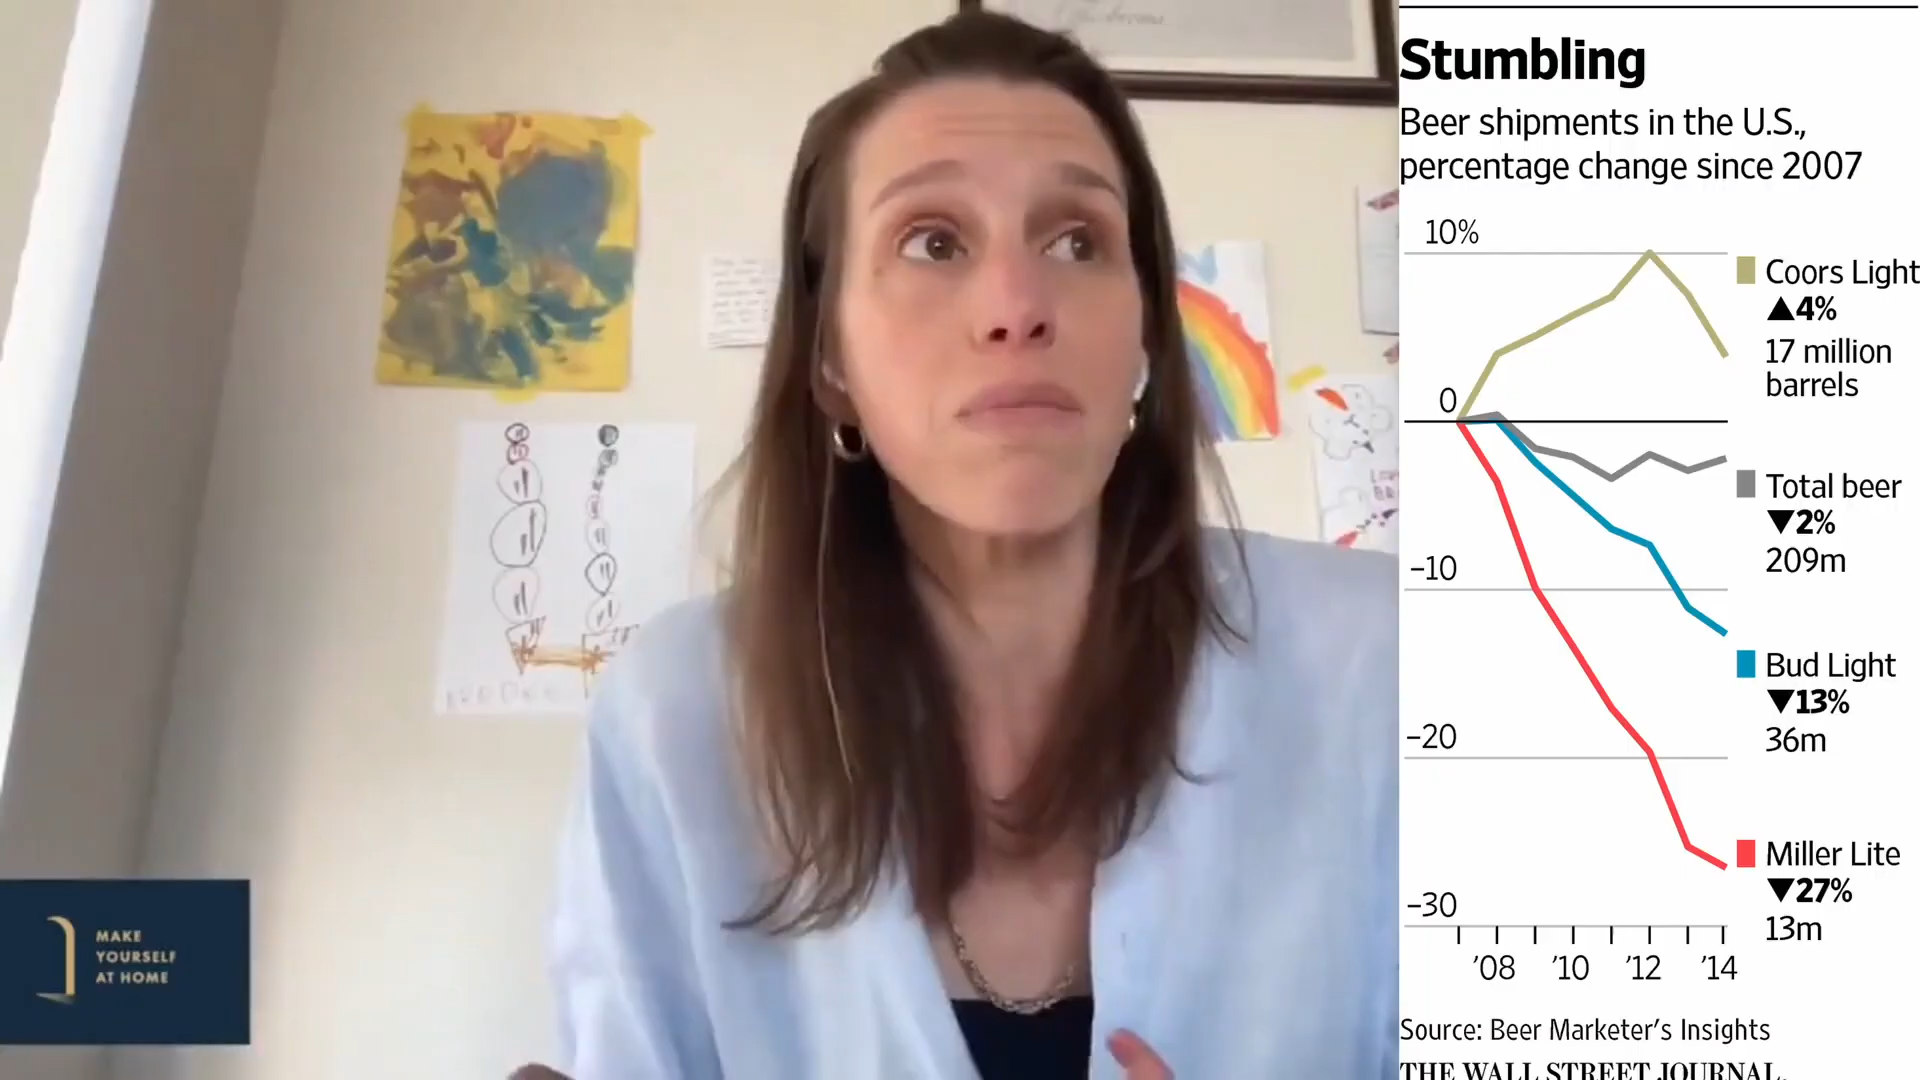 MAKE
YOURSELF
AT HOME
Stumbling
Beer shipments in the U.S.,
percentage change since 2007
10%
0
–10
–20
–30
Coors Light
▲4%
17 million
barrels
Total beer
▼2%
209m
Bud Light
▼13%
36m
Miller Lite
▼27%
13m
’08 ’10 ’12 ’14
Source: Beer Marketer’s Insights
THE WALL STREET JOURNAL.